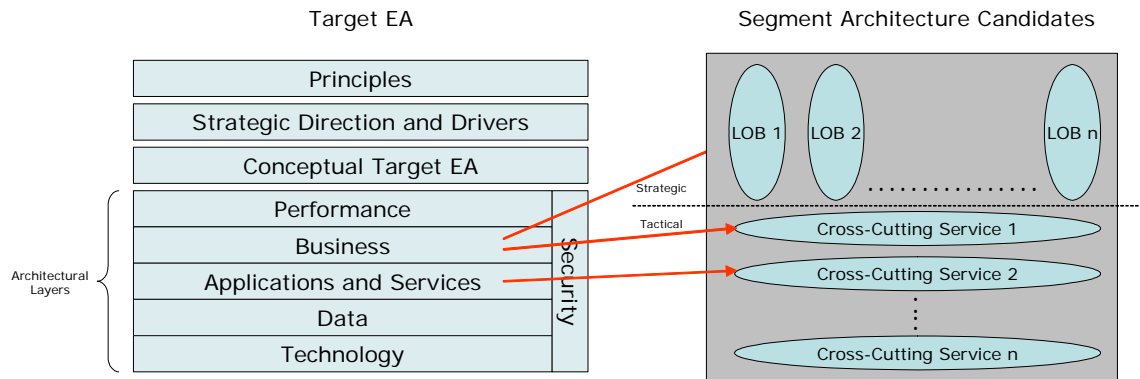 Target EA
Segment Architecture Candidates
Principles
Strategic Direction and Drivers
Conceptual Target EA
Performance
Business
Applications and Services
Data
Technology
Security
Architectural
Layers
LOB 1
LOB 2
LOB n
Strategic
Tactical
Cross-Cutting Service 1
Cross-Cutting Service 2
Cross-Cutting Service n